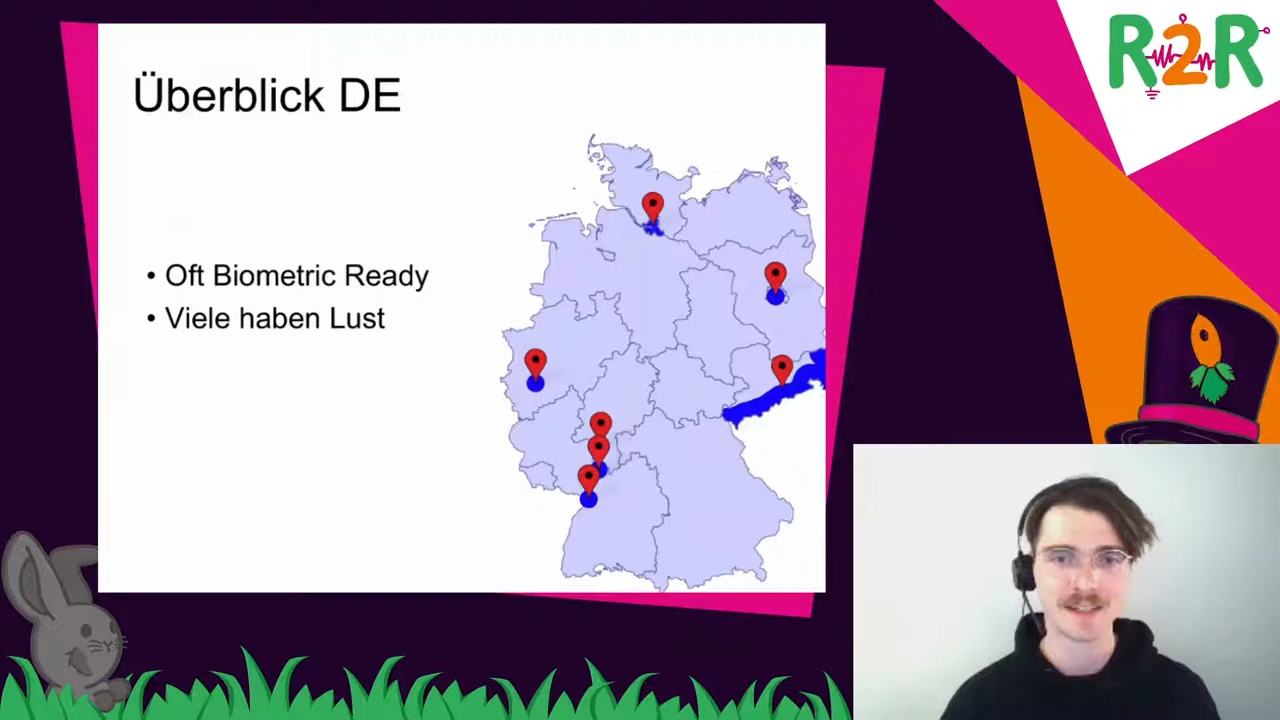 Überblick DE
• Oft Biometric Ready
• Viele haben Lust
R2R